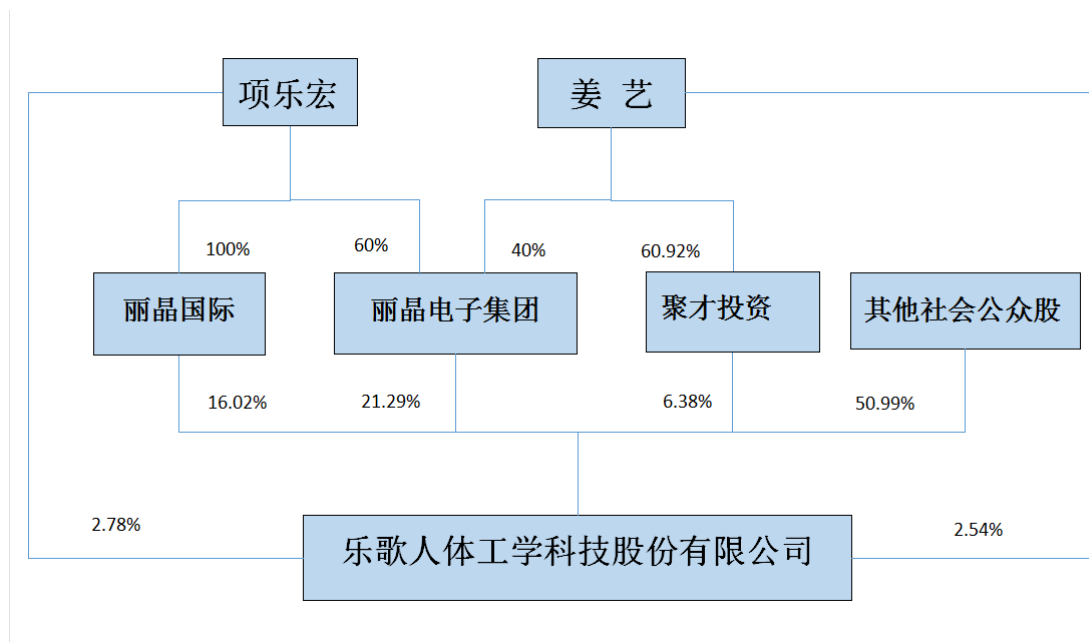 项乐宏
姜 艺
100%
60%
40%
60.92%
丽晶国际
丽晶电子集团
聚才投资
其他社会公众股
16.02%
21.29%
6.38%
50.99%
2.78%
2.54%
乐歌人体工学科技股份有限公司